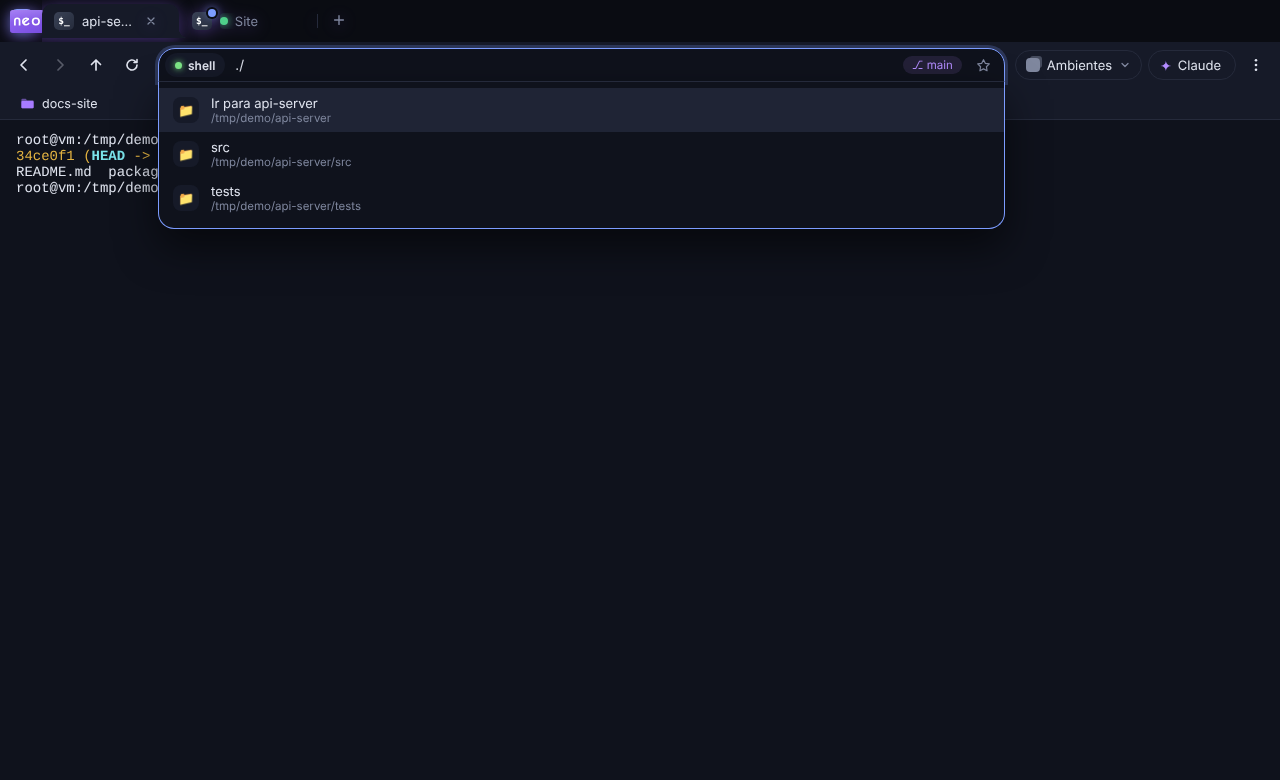 neo $_ api-se... $_ Site
shell ./ main Ambientes Claude
docs-site
Ir para api-server
/tmp/demo/api-server
src
/tmp/demo/api-server/src
tests
/tmp/demo/api-server/tests
root@vm:/tmp/demo
34ce0f1 (HEAD ->
README.md packag
root@vm:/tmp/demo